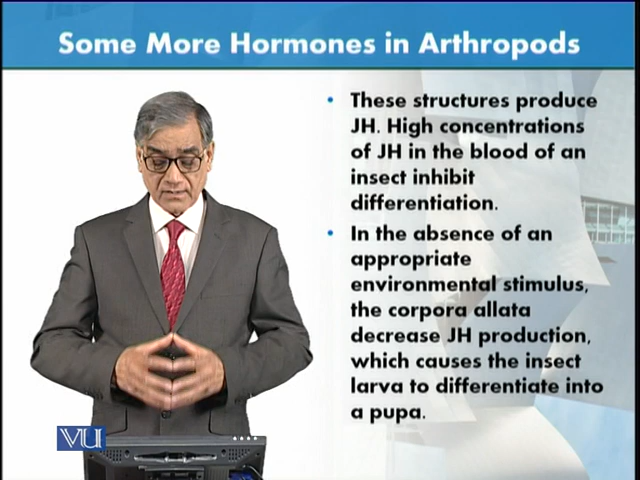 Some More Hormones in Arthropods
• These structures produce
JH. High concentrations
of JH in the blood of an
insect inhibit
differentiation.
• In the absence of an
appropriate
environmental stimulus,
the corpora allata
decrease JH production,
which causes the insect
larva to differentiate into
a pupa.
VU